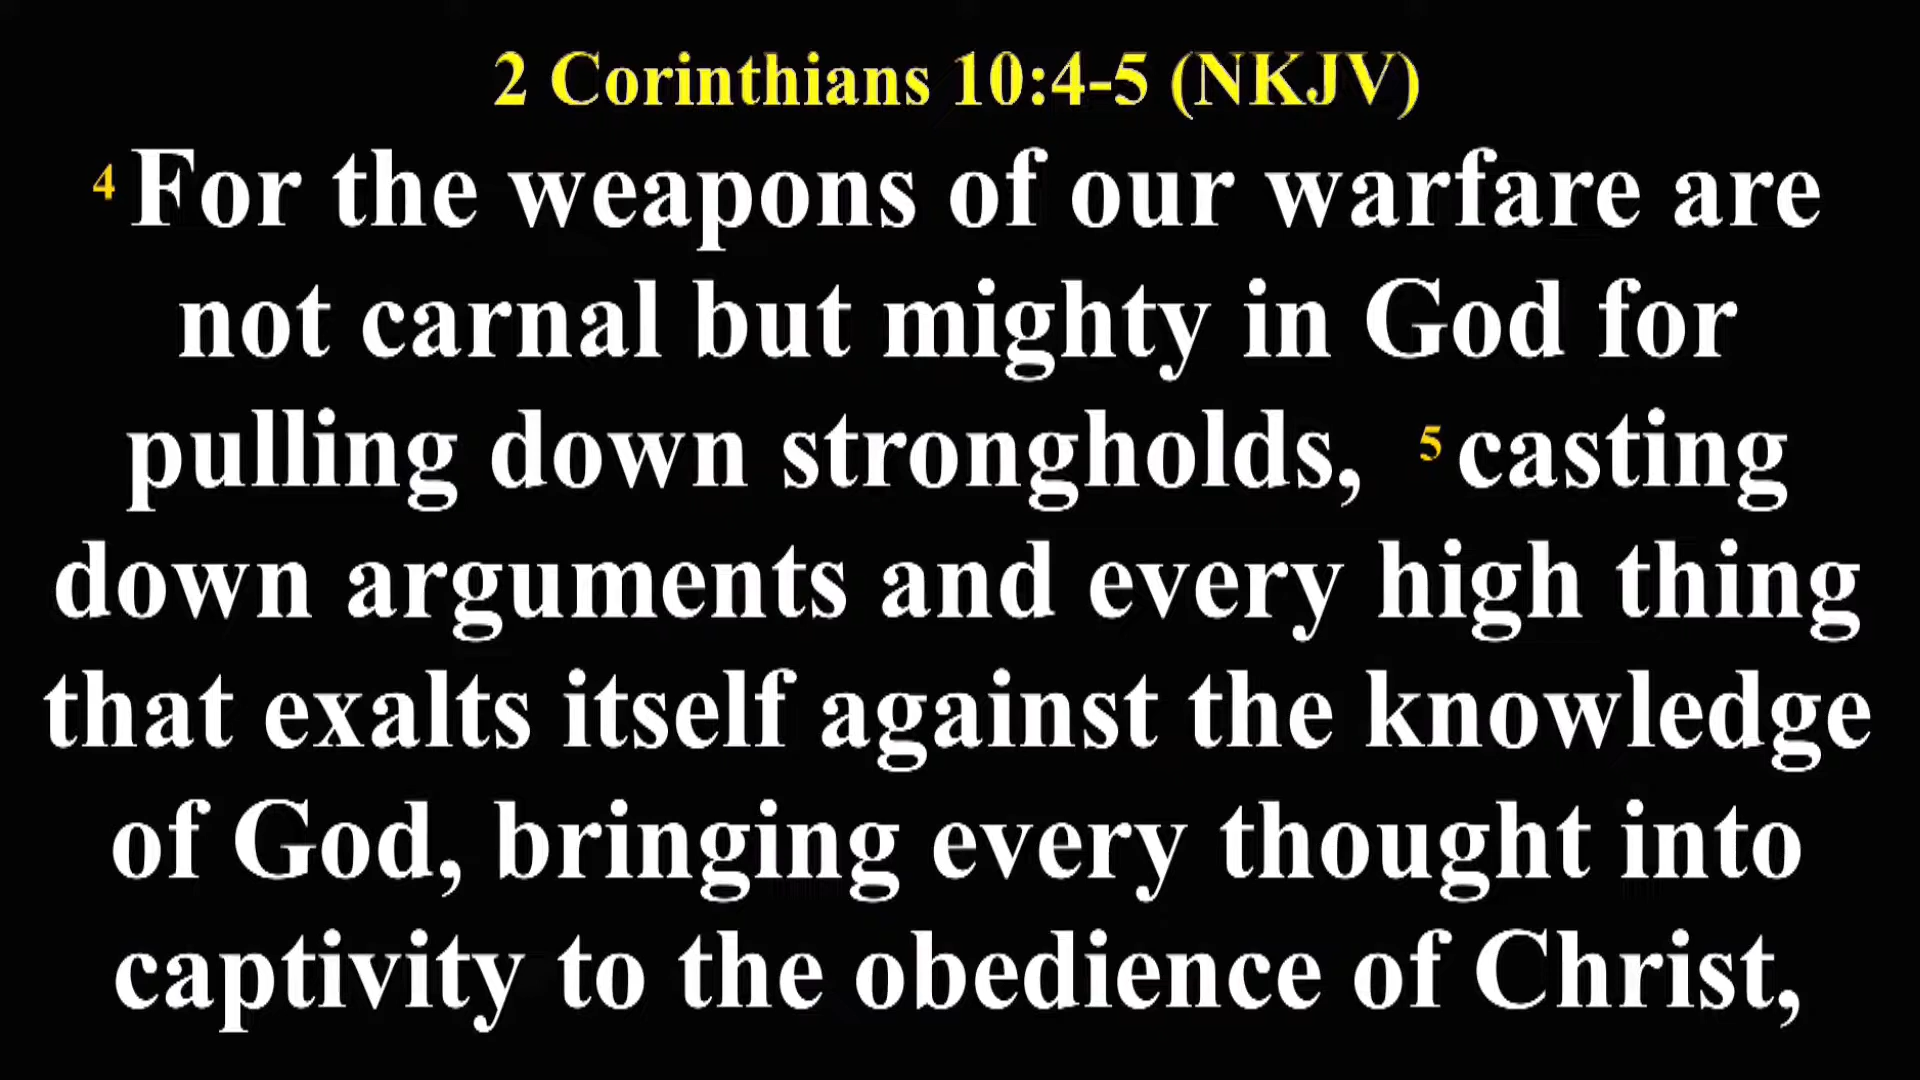 2 Corinthians 10:4-5 (NKJV)
4 For the weapons of our warfare are
not carnal but mighty in God for
pulling down strongholds, 5 casting
down arguments and every high thing
that exalts itself against the knowledge
of God, bringing every thought into
captivity to the obedience of Christ,